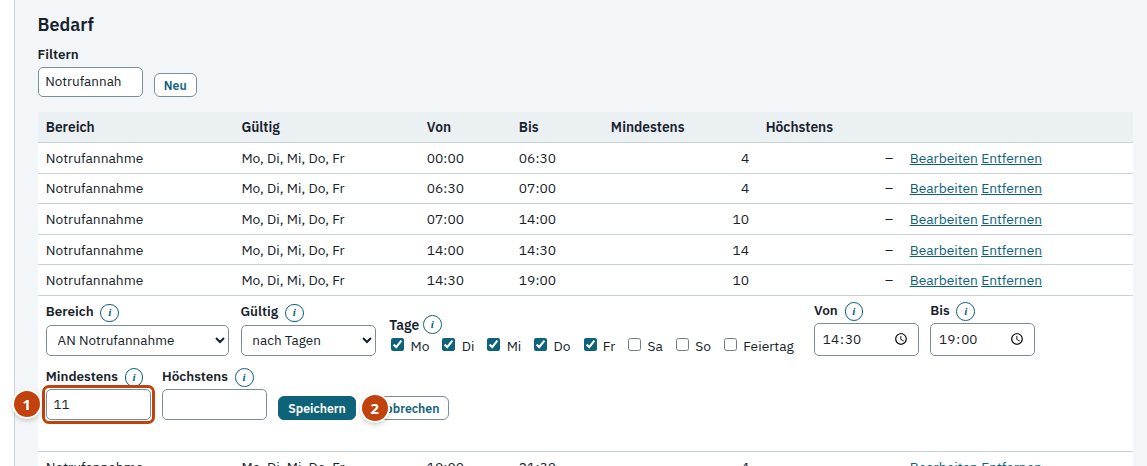 Bedarf
Filtern
Notrufannah
Neu
Bereich Gültig Von Bis Mindestens Höchstens
Notrufannahme Mo, Di, Mi, Do, Fr 00:00 06:30 4 – Bearbeiten Entfernen
Notrufannahme Mo, Di, Mi, Do, Fr 06:30 07:00 4 – Bearbeiten Entfernen
Notrufannahme Mo, Di, Mi, Do, Fr 07:00 14:00 10 – Bearbeiten Entfernen
Notrufannahme Mo, Di, Mi, Do, Fr 14:00 14:30 14 – Bearbeiten Entfernen
Notrufannahme Mo, Di, Mi, Do, Fr 14:30 19:00 10 – Bearbeiten Entfernen
Bereich i Gültig i Tage i Von i Bis i
AN Notrufannahme nach Tagen Mo Di Mi Do Fr Sa So Feiertag 14:30 19:00
Mindestens i Höchstens i
1 11 Speichern 2 brechen